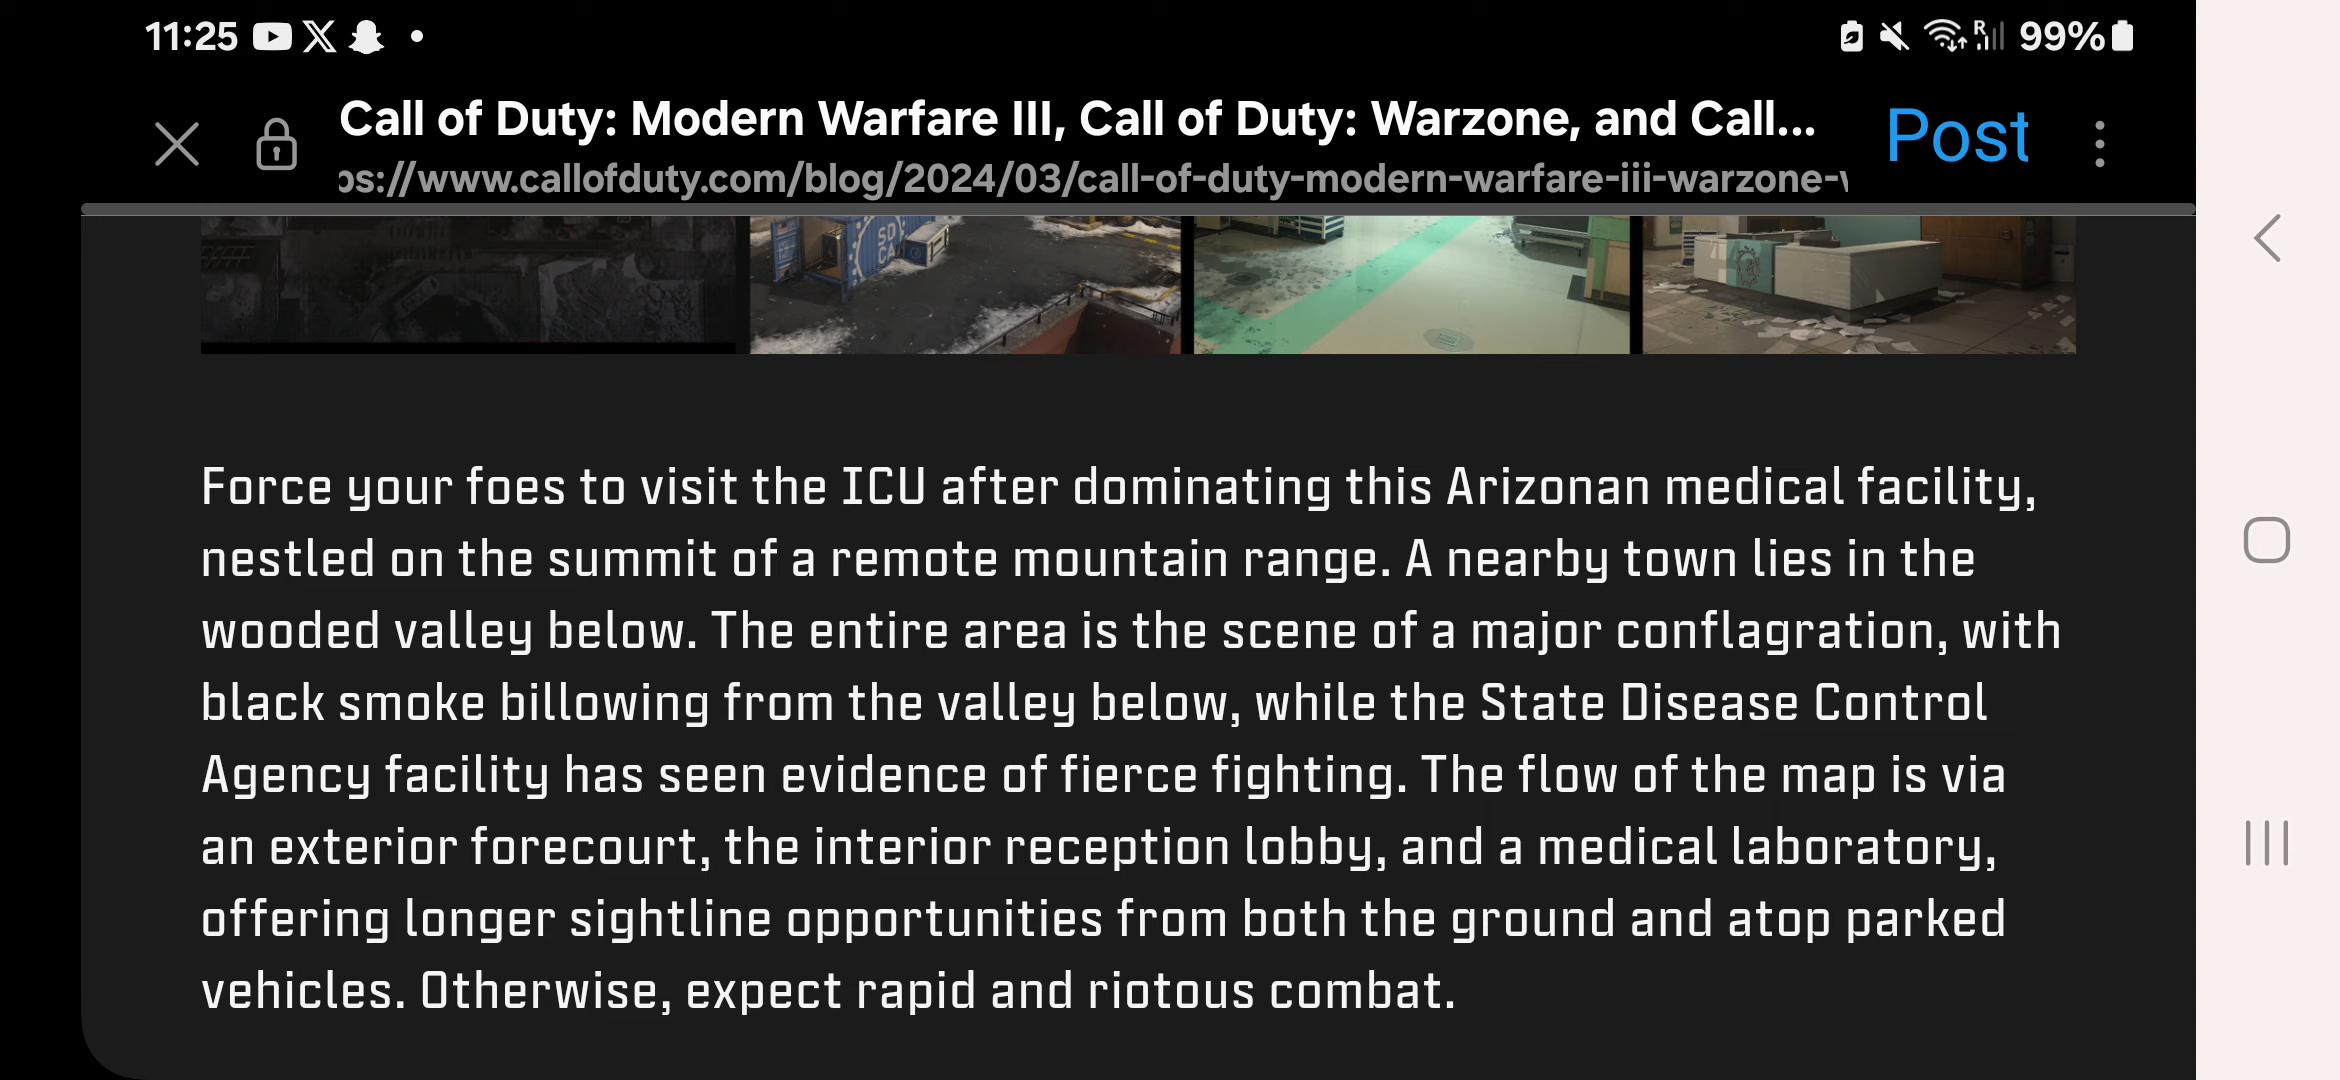 11:25
R
99%
Call of Duty: Modern Warfare III, Call of Duty: Warzone, and Call...
Post
ps://www.callofduty.com/blog/2024/03/call-of-duty-modern-warfare-iii-warzone-
SD
CA
Force your foes to visit the ICU after dominating this Arizonan medical facility,
nestled on the summit of a remote mountain range. A nearby town lies in the
wooded valley below. The entire area is the scene of a major conflagration, with
black smoke billowing from the valley below, while the State Disease Control
Agency facility has seen evidence of fierce fighting. The flow of the map is via
an exterior forecourt, the interior reception lobby, and a medical laboratory,
offering longer sightline opportunities from both the ground and atop parked
vehicles. Otherwise, expect rapid and riotous combat.